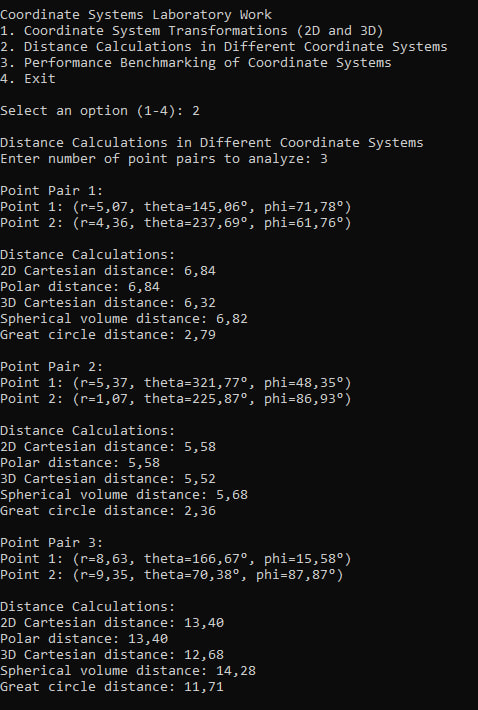 Coordinate Systems Laboratory Work
1. Coordinate System Transformations (2D and 3D)
2. Distance Calculations in Different Coordinate Systems
3. Performance Benchmarking of Coordinate Systems
4. Exit
Select an option (1-4): 2
Distance Calculations in Different Coordinate Systems
Enter number of point pairs to analyze: 3
Point Pair 1:
Point 1: (r=5,07, theta=145,06°, phi=71,78°)
Point 2: (r=4,36, theta=237,69°, phi=61,76°)
Distance Calculations:
2D Cartesian distance: 6,84
Polar distance: 6,84
3D Cartesian distance: 6,32
Spherical volume distance: 6,82
Great circle distance: 2,79
Point Pair 2:
Point 1: (r=5,37, theta=321,77°, phi=48,35°)
Point 2: (r=1,07, theta=225,87°, phi=86,93°)
Distance Calculations:
2D Cartesian distance: 5,58
Polar distance: 5,58
3D Cartesian distance: 5,52
Spherical volume distance: 5,68
Great circle distance: 2,36
Point Pair 3:
Point 1: (r=8,63, theta=166,67°, phi=15,58°)
Point 2: (r=9,35, theta=70,38°, phi=87,87°)
Distance Calculations:
2D Cartesian distance: 13,40
Polar distance: 13,40
3D Cartesian distance: 12,68
Spherical volume distance: 14,28
Great circle distance: 11,71